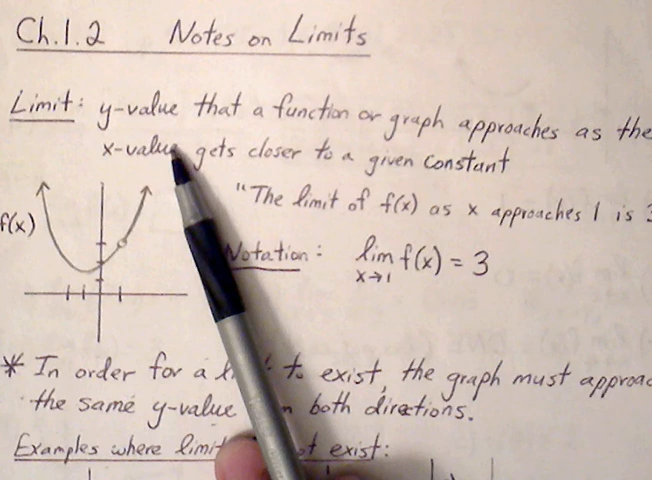 Ch.1.2 Notes on Limits
Limit: y-value that a function or graph approaches as the
x-value gets closer to a given constant
f(x)
"The limit of f(x) as x approaches 1 is 3
Notation: lim x→1 f(x) = 3
* In order for a to exist, the graph must approac
the same y-value both directions.
Examples where limit exist: